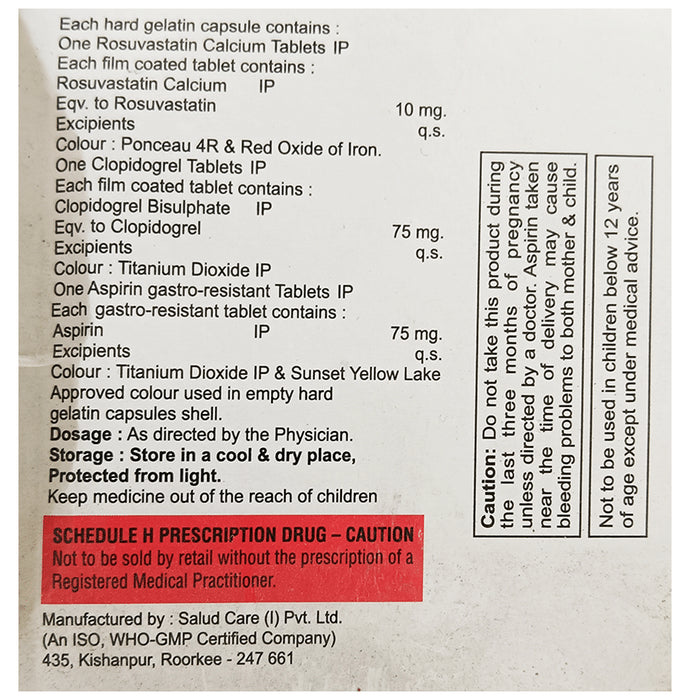 Each hard gelatin capsule contains :
One Rosuvastatin Calcium Tablets IP
Each film coated tablet contains :
Rosuvastatin Calcium IP
Eqv. to Rosuvastatin 10 mg.
Excipients q.s.
Colour : Ponceau 4R & Red Oxide of Iron.
One Clopidogrel Tablets IP
Each film coated tablet contains :
Clopidogrel Bisulphate IP
Eqv. to Clopidogrel 75 mg.
Excipients q.s.
Colour : Titanium Dioxide IP
One Aspirin gastro-resistant Tablets IP
Each gastro-resistant tablet contains :
Aspirin IP 75 mg.
Excipients q.s.
Colour : Titanium Dioxide IP & Sunset Yellow Lake
Approved colour used in empty hard
gelatin capsules shell.
Dosage : As directed by the Physician.
Storage : Store in a cool & dry place,
Protected from light.
Keep medicine out of the reach of children
SCHEDULE H PRESCRIPTION DRUG – CAUTION
Not to be sold by retail without the prescription of a
Registered Medical Practitioner.
Manufactured by : Salud Care (I) Pvt. Ltd.
(An ISO, WHO-GMP Certified Company)
435, Kishanpur, Roorkee - 247 661
Caution: Do not take this product during
the last three months of pregnancy
unless directed by a doctor. Aspirin taken
near the time of delivery may cause
bleeding problems to both mother & child.
Not to be used in children below 12 years
of age except under medical advice.